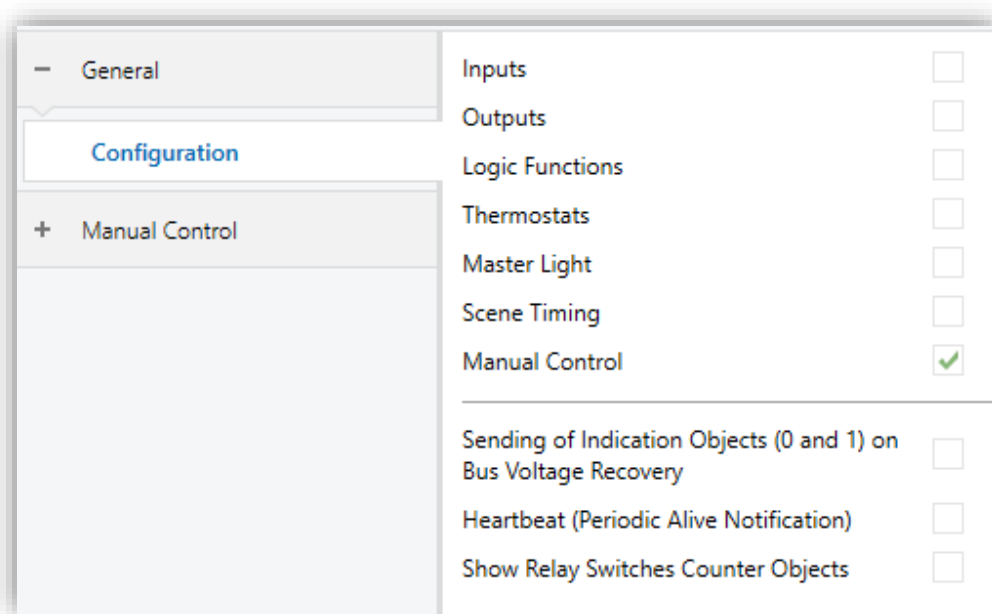 General
Configuration
Manual Control
Inputs
Outputs
Logic Functions
Thermostats
Master Light
Scene Timing
Manual Control
Sending of Indication Objects (0 and 1) on
Bus Voltage Recovery
Heartbeat (Periodic Alive Notification)
Show Relay Switches Counter Objects